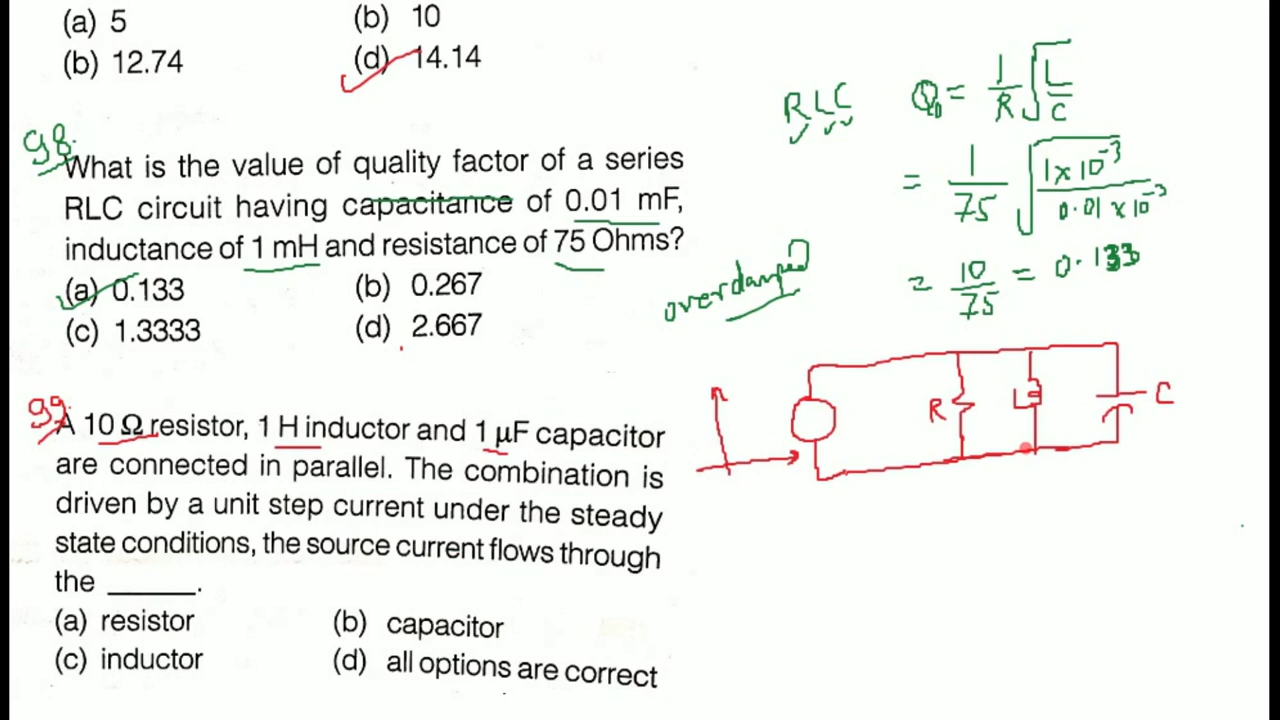 (a) 5 (b) 10
(b) 12.74 (d) 14.14
98.
What is the value of quality factor of a series
RLC circuit having capacitance of 0.01 mF,
inductance of 1 mH and resistance of 75 Ohms?
(a) 0.133 (b) 0.267
(c) 1.3333 (d) 2.667
RLC Q₀ = 1/R √L/C
= 1/75 √1×10⁻³/0.01×10⁻³
= 10/75 = 0.133
overdamped
99
A 10 Ω resistor, 1 H inductor and 1 μF capacitor
are connected in parallel. The combination is
driven by a unit step current under the steady
state conditions, the source current flows through
the ______.
(a) resistor (b) capacitor
(c) inductor (d) all options are correct
R L C